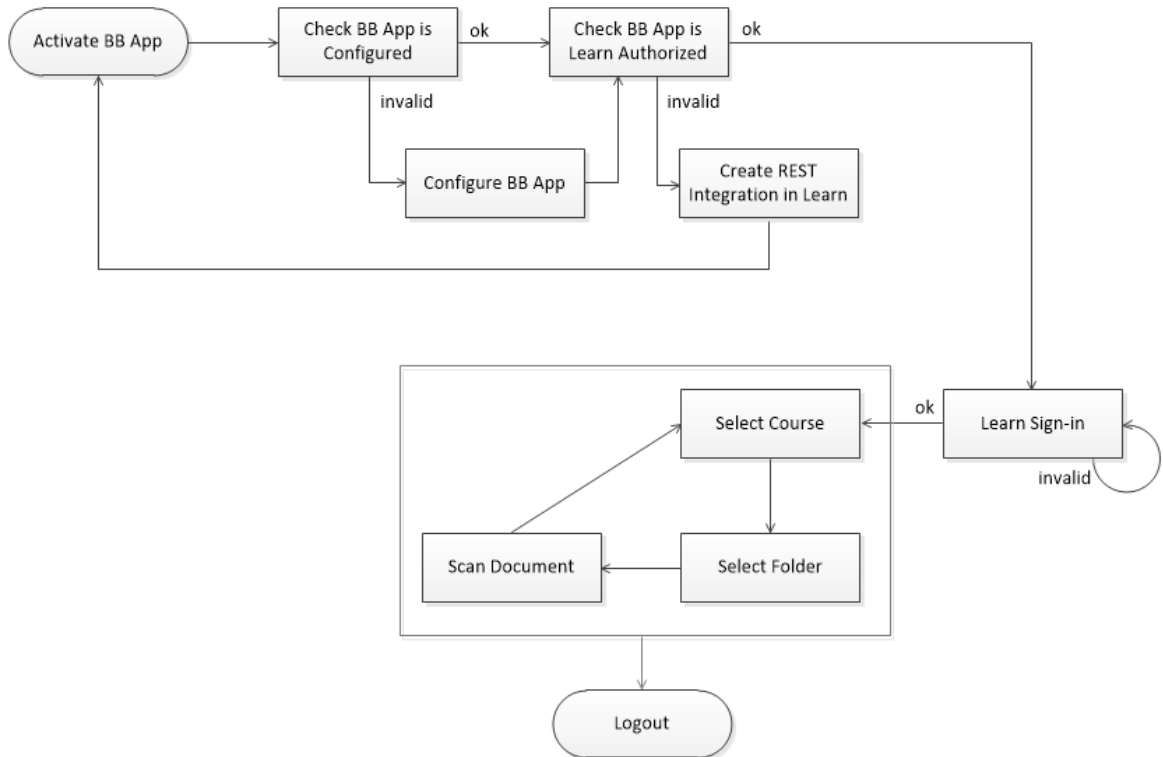 Activate BB App
Check BB App is
Configured
ok
Check BB App is
Learn Authorized
ok
invalid
invalid
Configure BB App
Create REST
Integration in Learn
Select Course
ok
Learn Sign-in
invalid
Scan Document
Select Folder
Logout